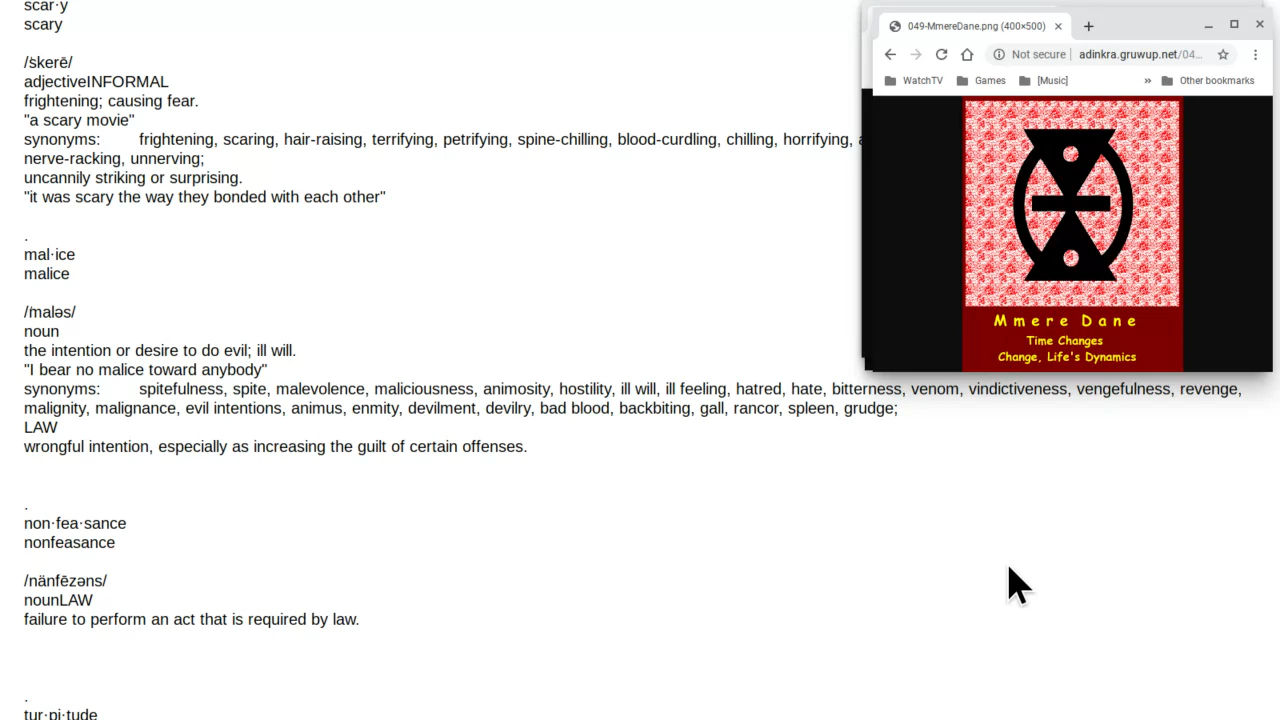 scar·y
scary
/ˈskerē/
adjectiveINFORMAL
frightening; causing fear.
"a scary movie"
synonyms: frightening, scaring, hair-raising, terrifying, petrifying, spine-chilling, blood-curdling, chilling, horrifying,
nerve-racking, unnerving;
uncannily striking or surprising.
"it was scary the way they bonded with each other"
.
mal·ice
malice
/ˈmaləs/
noun
the intention or desire to do evil; ill will.
"I bear no malice toward anybody"
synonyms: spitefulness, spite, malevolence, maliciousness, animosity, hostility, ill will, ill feeling, hatred, hate, bitterness, venom, vindictiveness, vengefulness, revenge,
malignity, malignance, evil intentions, animus, enmity, devilment, devilry, bad blood, backbiting, gall, rancor, spleen, grudge;
LAW
wrongful intention, especially as increasing the guilt of certain offenses.
.
non·fea·sance
nonfeasance
/nänˈfēzəns/
nounLAW
failure to perform an act that is required by law.
.
tur·pi·tude
049-MmereDane.png (400×500)
Not secure | adinkra.gruwup.net/04...
WatchTV Games [Music] » Other bookmarks
Mmere Dane
Time Changes
Change, Life's Dynamics